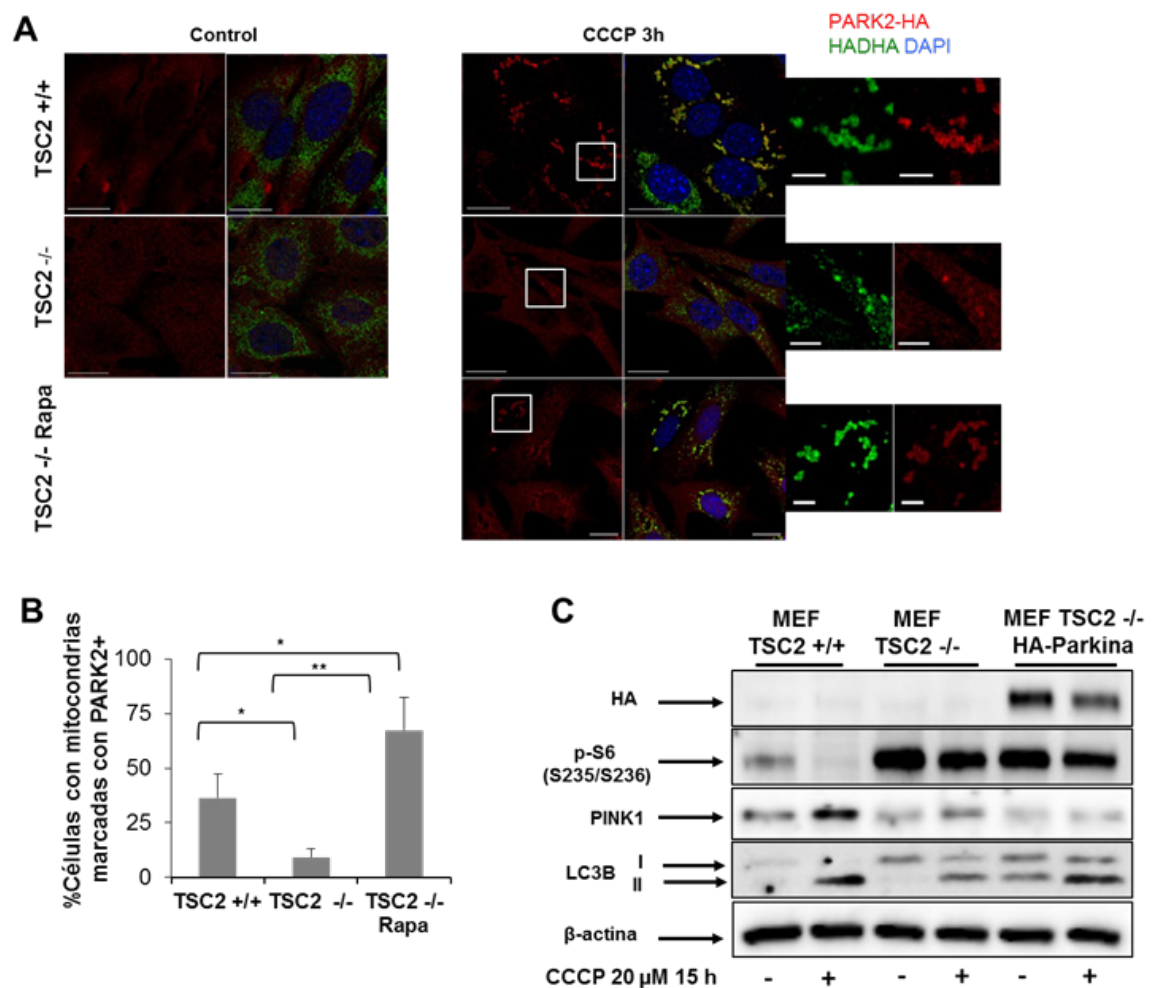 A
Control
CCCP 3h
PARK2-HA
HADHA DAPI
TSC2 +/+
TSC2 -/-
TSC2 -/- Rapa
B
%Células con mitocondrias
marcadas con PARK2+
100
75
50
25
0
*
**
*
TSC2 +/+
TSC2 -/-
TSC2 -/-
Rapa
C
MEF
TSC2 +/+
MEF
TSC2 -/-
MEF TSC2 -/-
HA-Parkina
HA
p-S6
(S235/S236)
PINK1
LC3B
I
II
β-actina
CCCP 20 µM 15 h - + - + - +